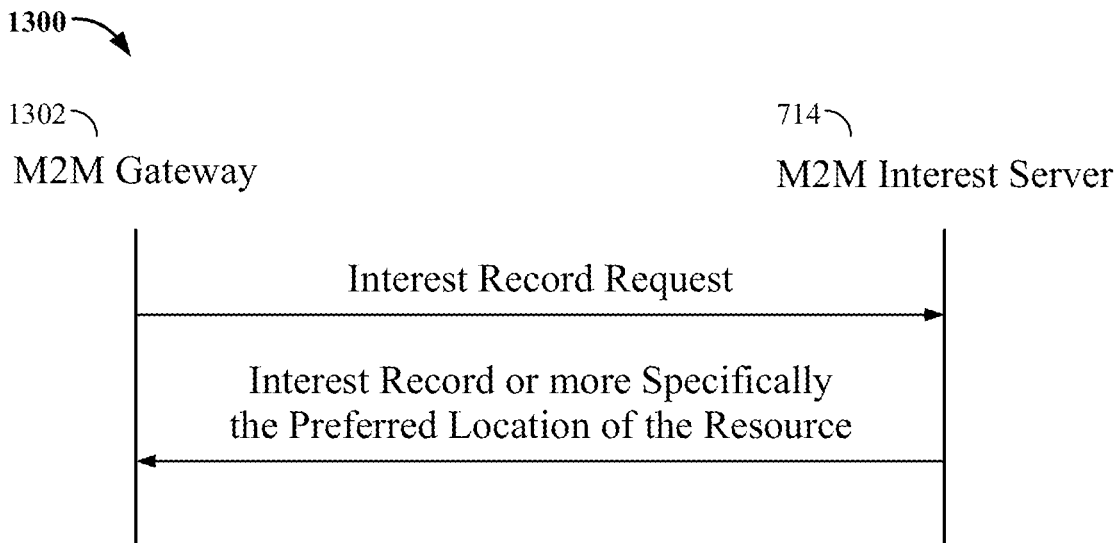 1300
1302
714
M2M Gateway
M2M Interest Server
Interest Record Request
Interest Record or more Specifically
the Preferred Location of the Resource